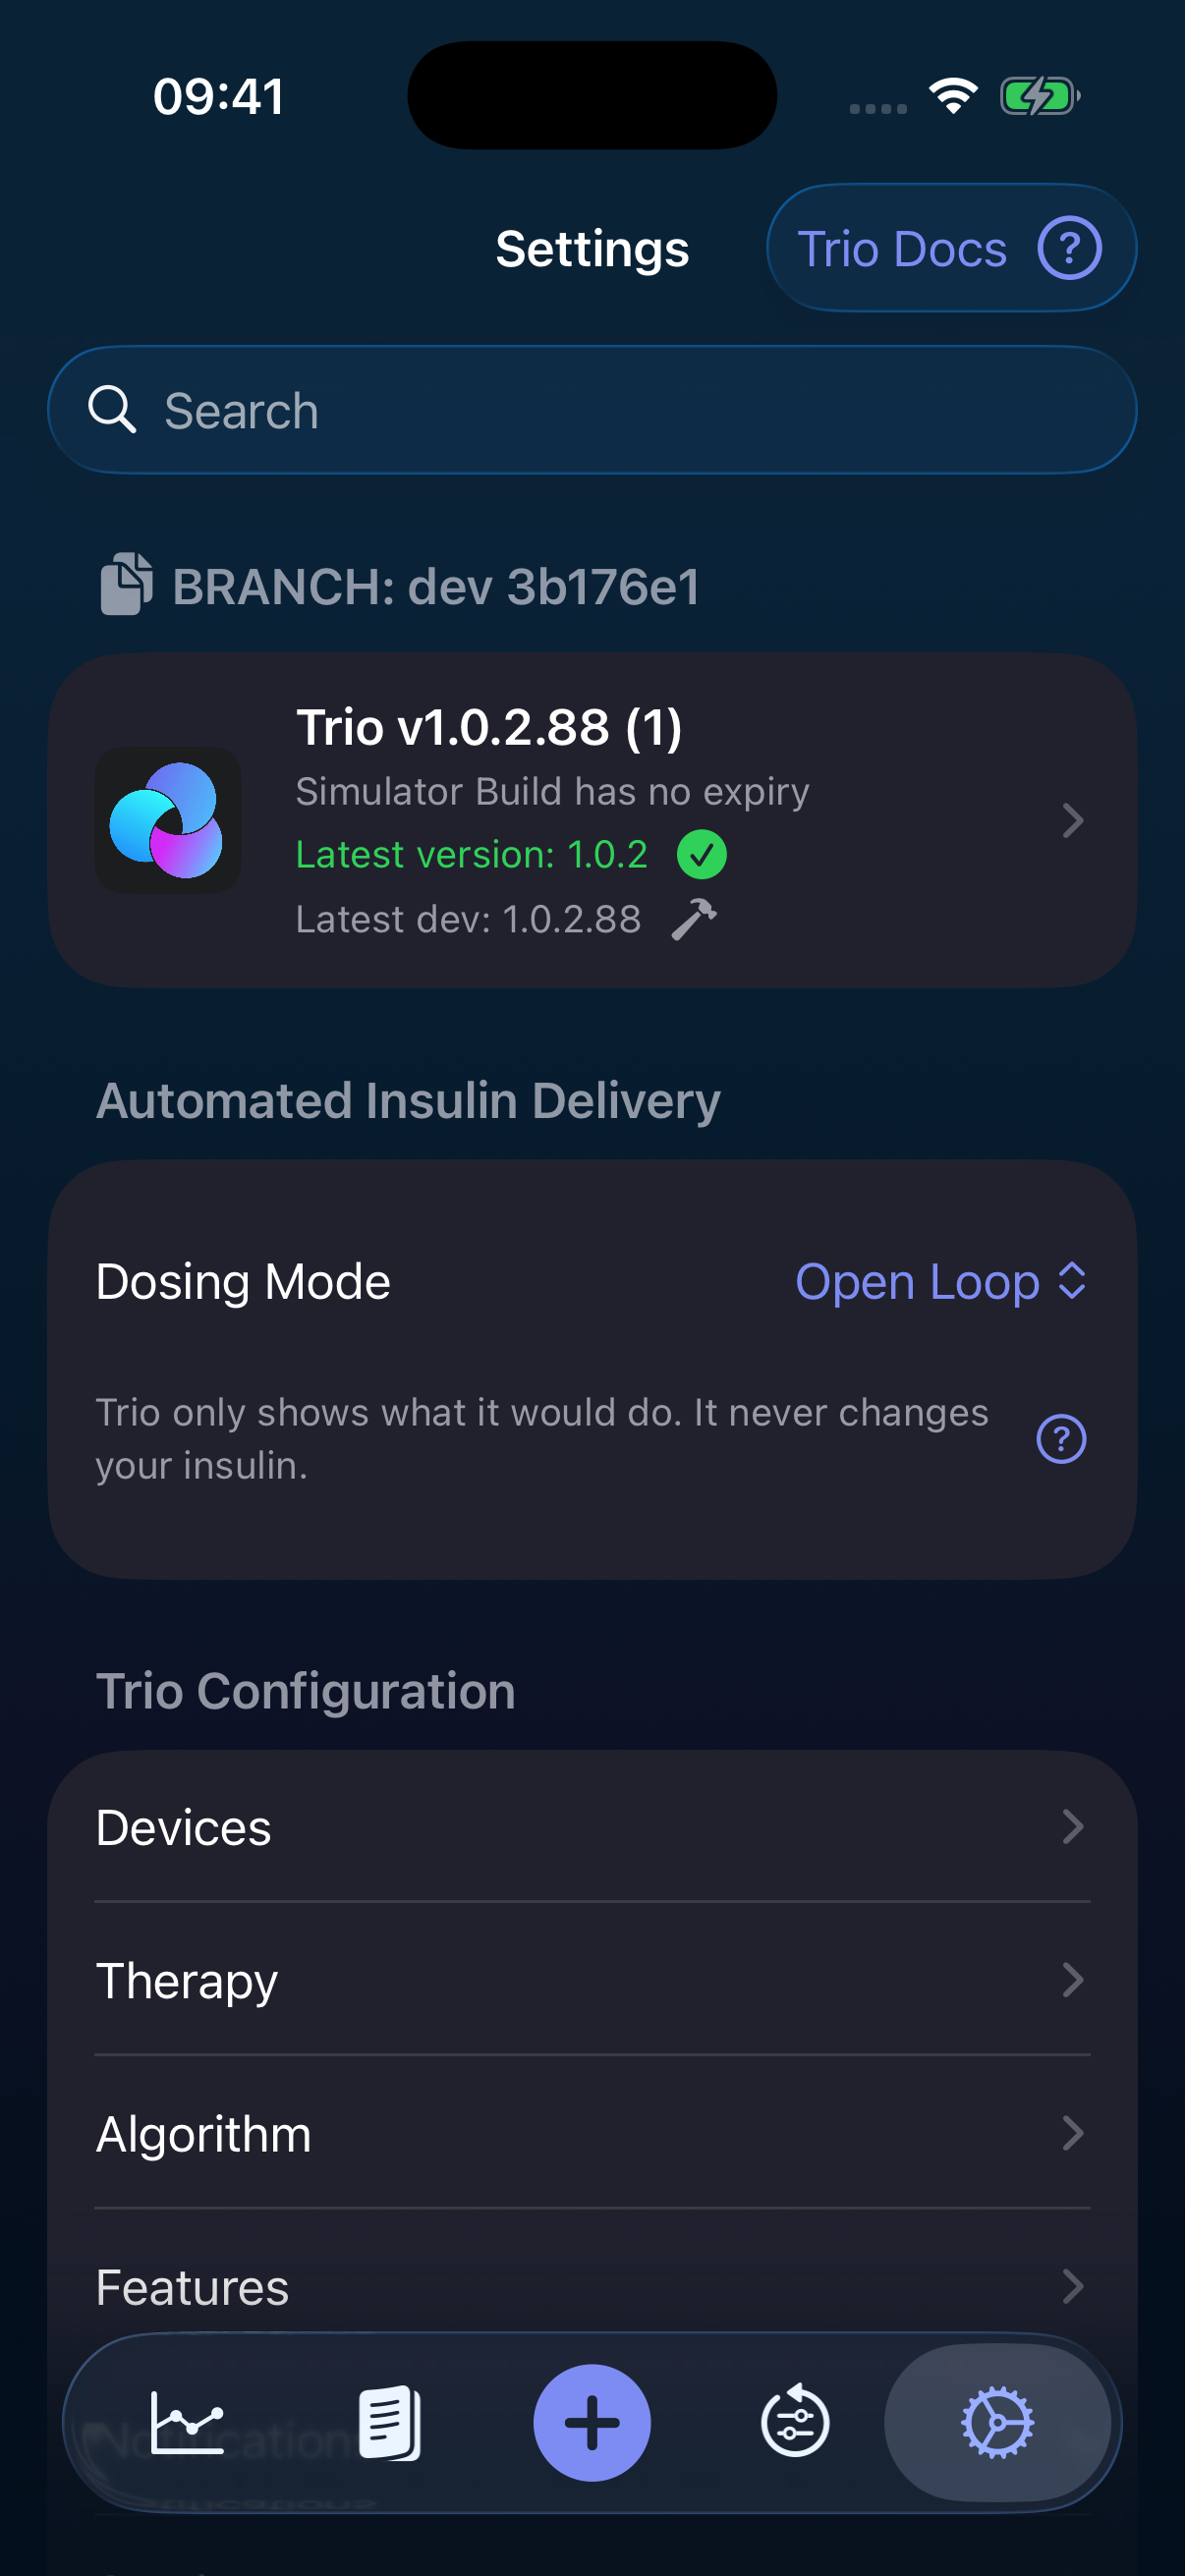 09:41
Settings
Trio Docs
Search
BRANCH: dev 3b176e1
Trio v1.0.2.88 (1)
Simulator Build has no expiry
Latest version: 1.0.2
Latest dev: 1.0.2.88
Automated Insulin Delivery
Dosing Mode
Open Loop
Trio only shows what it would do. It never changes
your insulin.
Trio Configuration
Devices
Therapy
Algorithm
Features
Notifications